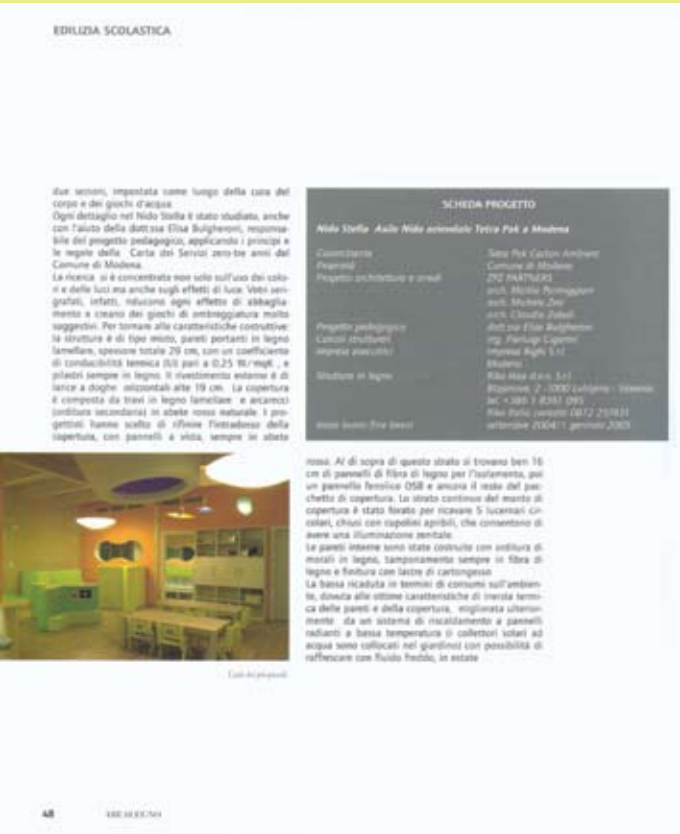 EDILIZIA SCOLASTICA
due sezioni, impostata come luogo della cura del
corpo e dei giochi d'acqua.
Ogni dettaglio nel Nido Stella è stato studiato, anche
con l'aiuto della dott.ssa Elisa Bulgheroni, responsa-
bile del progetto pedagogico, applicando i principi e
le regole della Carta dei Servizi zero-tre anni del
Comune di Modena.
La ricerca si è concentrata non solo sull'uso dei colo-
ri e delle luci ma anche sugli effetti di luce. Vetri seri-
grafati, infatti, riducono ogni effetto di abbaglia-
mento e creano dei giochi di ombreggiatura molto
suggestivi. Per tornare alle caratteristiche costruttive:
la struttura è di tipo misto, pareti portanti in legno
lamellare, spessore totale 29 cm, con un coefficiente
di conducibilità termica (U) pari a 0,25 W/mqK , e
pilastri sempre in legno. Il rivestimento esterno è di
larice a doghe orizzontali alte 19 cm. La copertura
è composta da travi in legno lamellare e arcarecci
(orditura secondaria) in abete rosso naturale. I pro-
gettisti hanno scelto di rifinire l'intradosso della
copertura, con pannelli a vista, sempre in abete
SCHEDA PROGETTO
Nido Stella Asilo Nido aziendale Tetra Pak a Modena
Committente Tetra Pak Carton Ambient
Proprietà Comune di Modena
Progetto architettura e arredi ZPZ PARTNERS
arch. Mattia Parmiggiani
arch. Michele Zini
arch. Claudia Zoboli
Progetto pedagogico dott.ssa Elisa Bulgheroni
Calcoli strutturali ing. Pierluigi Cigarini
Impresa esecutrice Impresa Righi S.r.l.
Modena
Strutture in legno Riko Hise d.o.o.
rosso. Al di sopra di questo strato si trovano ben 16
cm di pannelli di fibra di legno per l'isolamento, poi
un pannello fenolico OSB e ancora il resto del pac-
chetto di copertura. Lo strato continuo del manto di
copertura è stato forato per ricavare 5 lucernari cir-
colari, chiusi con cupolini apribili, che consentono di
avere una illuminazione zenitale.
Le pareti interne sono state costruite con orditura di
morali in legno, tamponamento sempre in fibra di
legno e finitura con lastre di cartongesso.
La bassa ricaduta in termini di consumi sull'ambien-
te, dovuta alle ottime caratteristiche di inerzia termi-
ca delle pareti e della copertura, migliorata ulterior-
mente da un sistema di riscaldamento a pannelli
radianti a bassa temperatura (i collettori solari ad
acqua sono collocati nel giardino) con possibilità di
raffrescare con fluido freddo, in estate
48